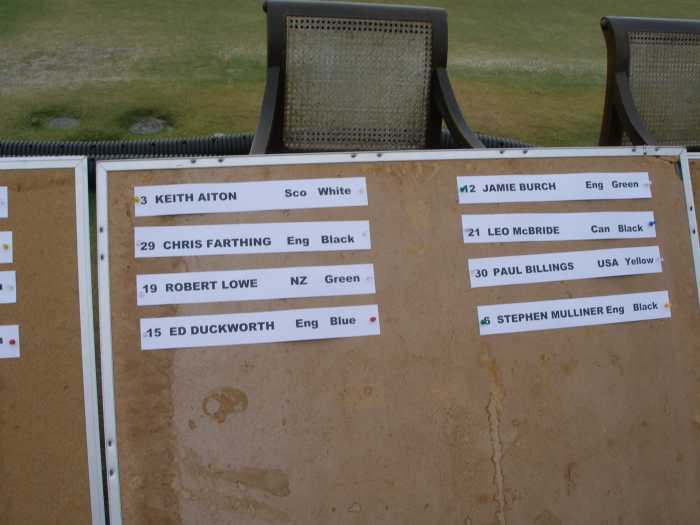 3 KEITH AITON Sco White
29 CHRIS FARTHING Eng Black
19 ROBERT LOWE NZ Green
15 ED DUCKWORTH Eng Blue
12 JAMIE BURCH Eng Green
21 LEO McBRIDE Can Black
30 PAUL BILLINGS USA Yellow
6 STEPHEN MULLINER Eng Black